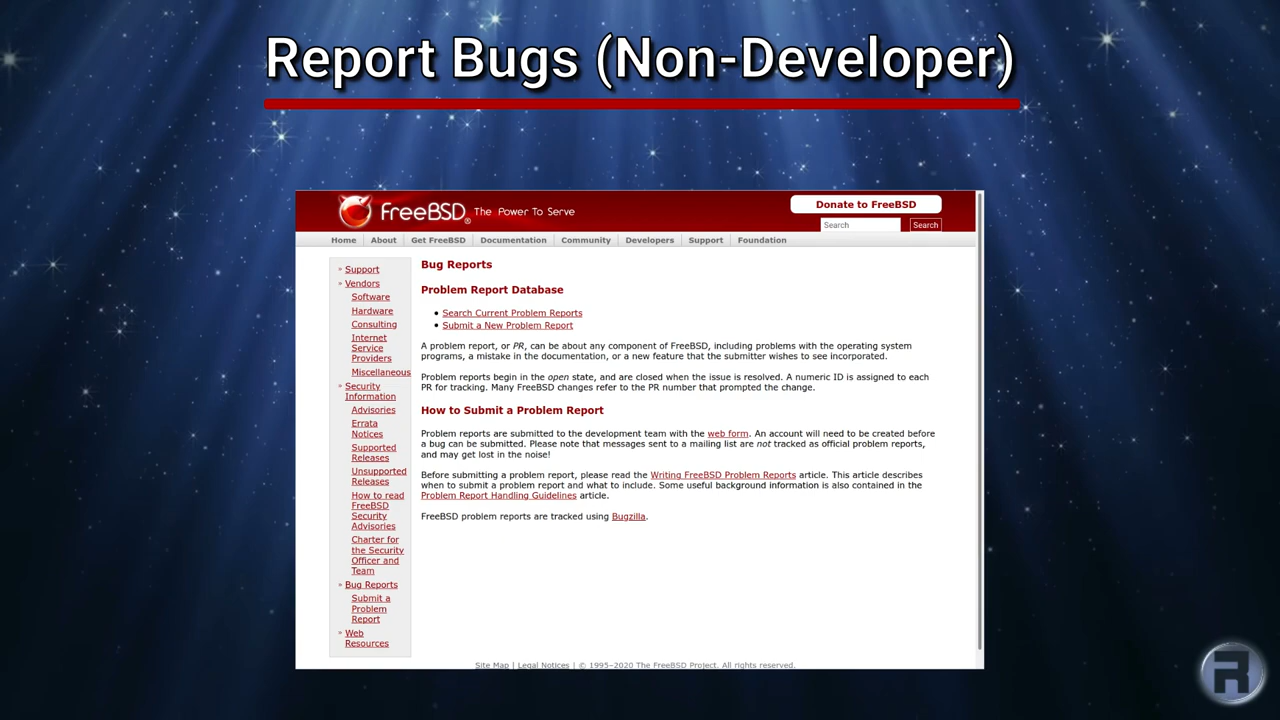 Report Bugs (Non-Developer)
FreeBSD® The Power To Serve
Donate to FreeBSD
Search Search
Home About Get FreeBSD Documentation Community Developers Support Foundation
» Support
» Vendors
Software
Hardware
Consulting
Internet
Service
Providers
Miscellaneous
» Security
Information
Advisories
Errata
Notices
Supported
Releases
Unsupported
Releases
How to read
FreeBSD
Security
Advisories
Charter for
the Security
Officer and
Team
» Bug Reports
Submit a
Problem
Report
» Web
Resources
Bug Reports
Problem Report Database
• Search Current Problem Reports
• Submit a New Problem Report
A problem report, or PR, can be about any component of FreeBSD, including problems with the operating system
programs, a mistake in the documentation, or a new feature that the submitter wishes to see incorporated.
Problem reports begin in the open state, and are closed when the issue is resolved. A numeric ID is assigned to each
PR for tracking. Many FreeBSD changes refer to the PR number that prompted the change.
How to Submit a Problem Report
Problem reports are submitted to the development team with the web form. An account will need to be created before
a bug can be submitted. Please note that messages sent to a mailing list are not tracked as official problem reports,
and may get lost in the noise!
Before submitting a problem report, please read the Writing FreeBSD Problem Reports article. This article describes
when to submit a problem report and what to include. Some useful background information is also contained in the
Problem Report Handling Guidelines article.
FreeBSD problem reports are tracked using Bugzilla.
Site Map | Legal Notices | © 1995–2020 The FreeBSD Project. All rights reserved.
R